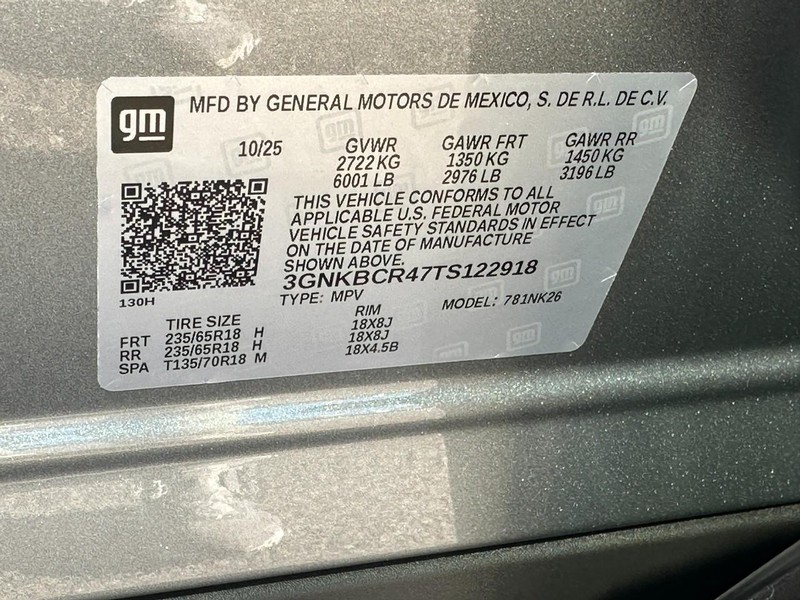 gm MFD BY GENERAL MOTORS DE MEXICO, S. DE R.L. DE C.V.
10/25 GVWR GAWR FRT GAWR RR
2722 KG 1350 KG 1450 KG
6001 LB 2976 LB 3196 LB
THIS VEHICLE CONFORMS TO ALL
APPLICABLE U.S. FEDERAL MOTOR
VEHICLE SAFETY STANDARDS IN EFFECT
ON THE DATE OF MANUFACTURE
SHOWN ABOVE.
3GNKBCR47TS122918
130H TYPE: MPV MODEL: 781NK26
TIRE SIZE RIM
FRT 235/65R18 H 18X8J
RR 235/65R18 H 18X8J
SPA T135/70R18 M 18X4.5B